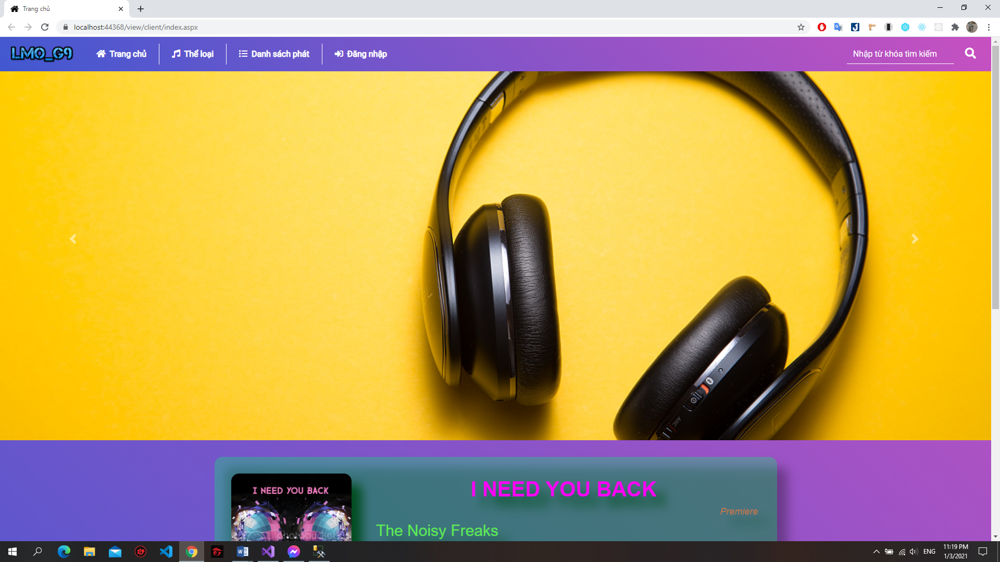 Trang chủ
localhost:44368/view/client/index.aspx
LMO_G9
Trang chủ
Thể loại
Danh sách phát
Đăng nhập
Nhập từ khóa tìm kiếm
ANC
I NEED YOU BACK
I NEED YOU BACK
Premiere
The Noisy Freaks
photobucket
ENG
11:19 PM
1/3/2021